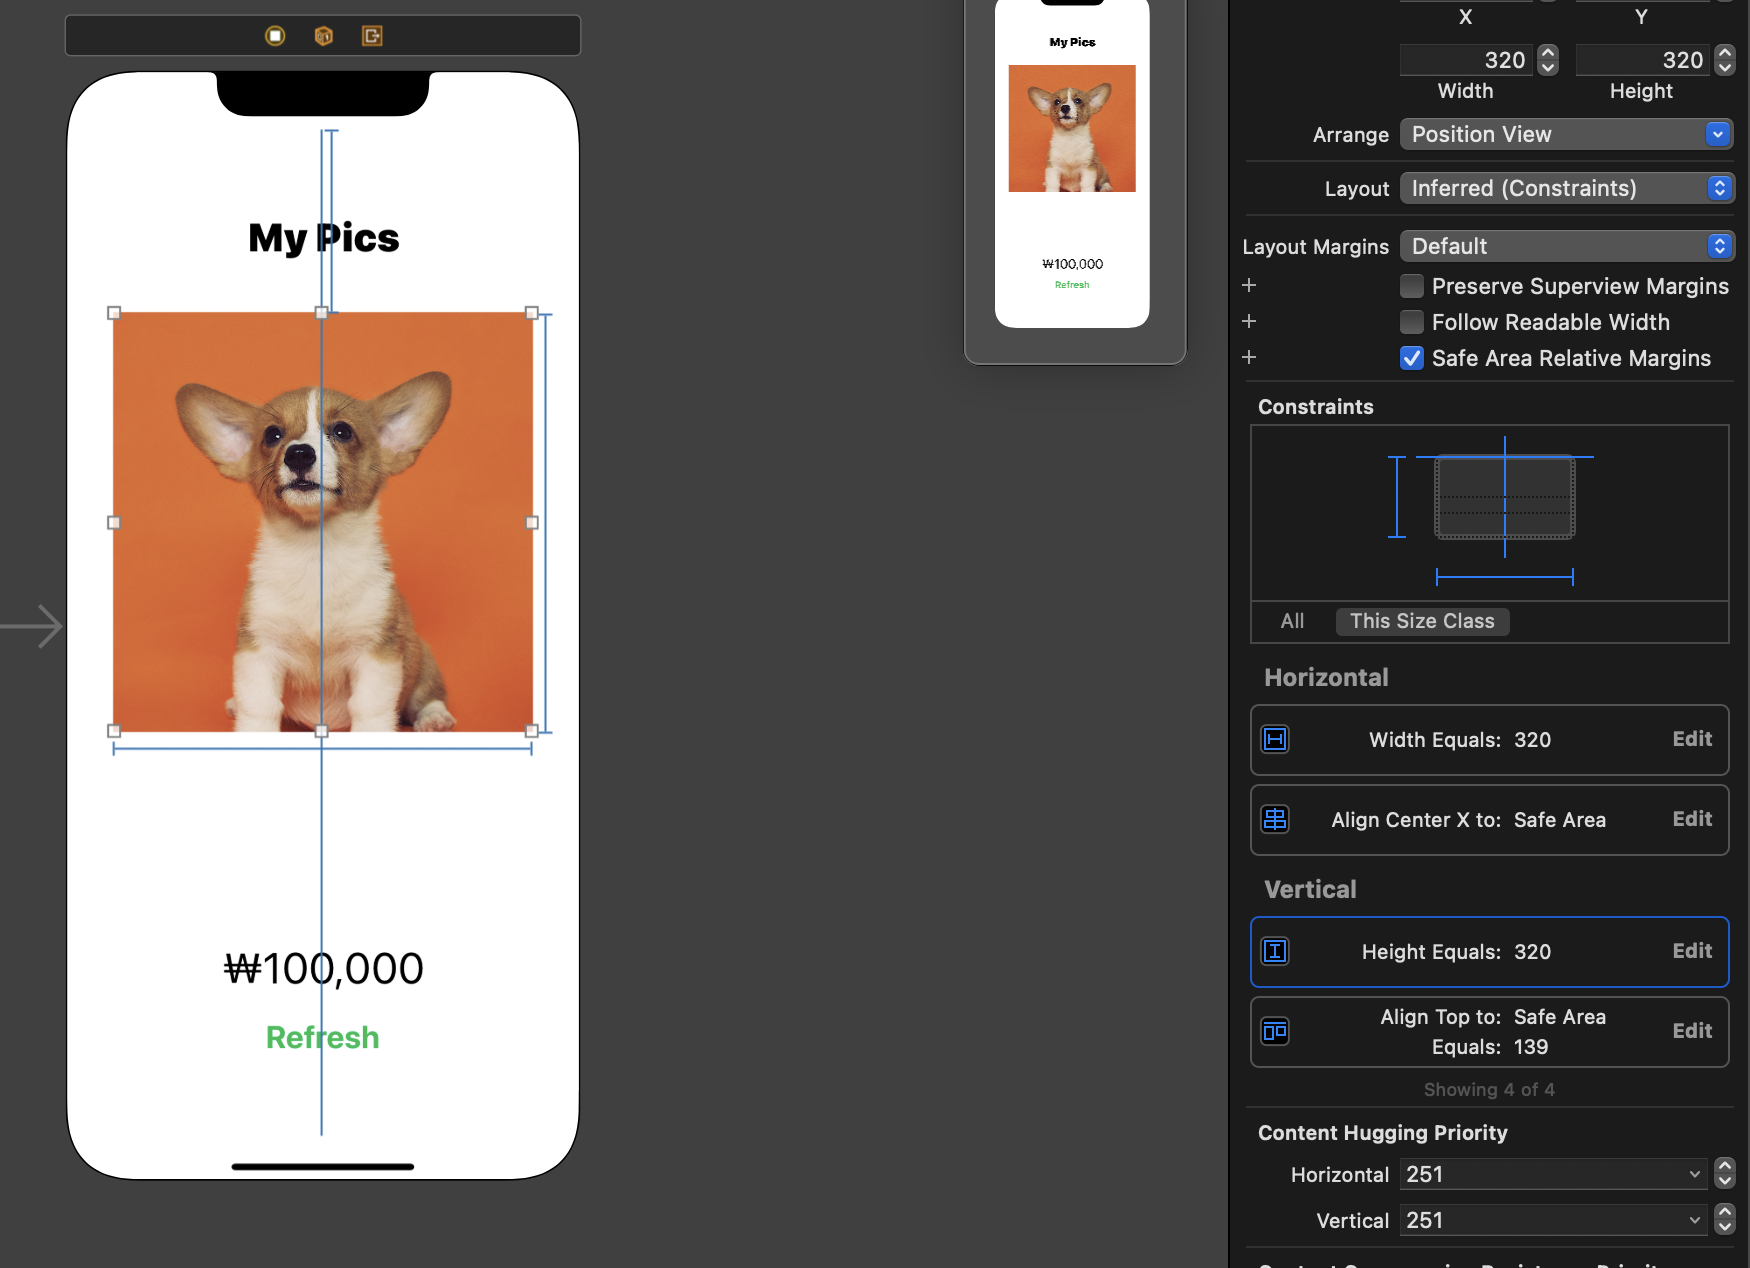 My Pics
₩100,000
Refresh
My Pics
₩100,000
Refresh
X
Y
320
320
Width
Height
Arrange
Position View
Layout
Inferred (Constraints)
Layout Margins
Default
Preserve Superview Margins
Follow Readable Width
Safe Area Relative Margins
Constraints
All
This Size Class
Horizontal
Width Equals: 320
Edit
Align Center X to: Safe Area
Edit
Vertical
Height Equals: 320
Edit
Align Top to: Safe Area
Equals: 139
Edit
Showing 4 of 4
Content Hugging Priority
Horizontal
251
Vertical
251